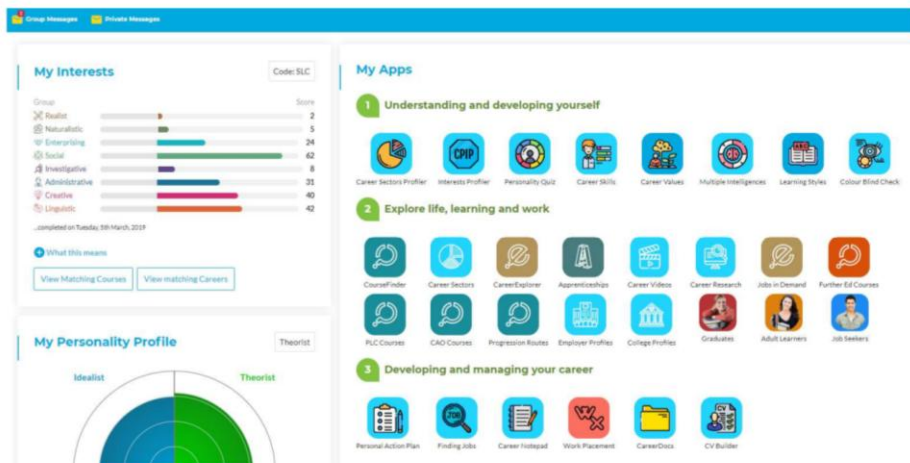 Group Messages Private Messages
My Interests
Code: SLC
Group Score
Realist 2
Naturalistic 5
Enterprising 24
Social 62
Investigative 8
Administrative 31
Creative 40
Linguistic 42
...completed on Tuesday, 5th March, 2019
What this means
View Matching Courses View matching Careers
My Personality Profile
Theorist
Idealist Theorist
My Apps
1 Understanding and developing yourself
CPIP
Career Sectors Profiler Interests Profiler Personality Quiz Career Skills Career Values Multiple Intelligences Learning Styles Colour Blind Check
2 Explore life, learning and work
CourseFinder Career Sectors CareerExplorer Apprenticeships Career Videos Career Research Jobs in Demand Further Ed Courses
PLC Courses CAO Courses Progression Routes Employer Profiles College Profiles Graduates Adult Learners Job Seekers
3 Developing and managing your career
JOB
WX
CV
Personal Action Plan Finding Jobs Career Notepad Work Placement CareerDocs CV Builder